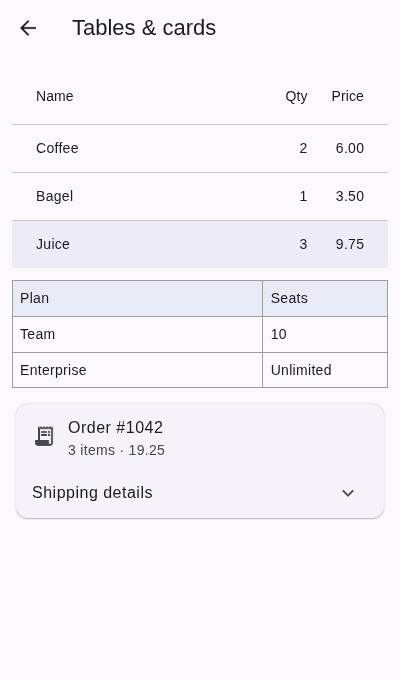 Tables & cards
Name Qty Price
Coffee 2 6.00
Bagel 1 3.50
Juice 3 9.75
Plan Seats
Team 10
Enterprise Unlimited
Order #1042
3 items · 19.25
Shipping details